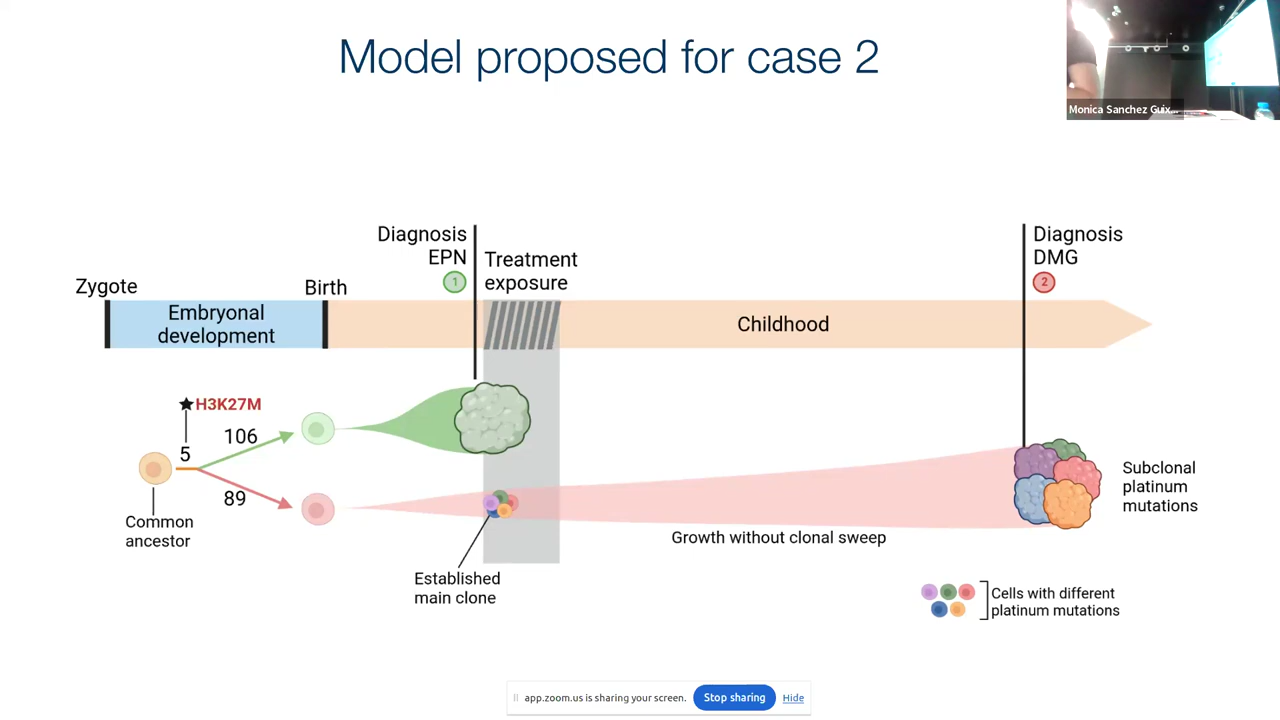 Model proposed for case 2
Monica Sanchez Guix...
Diagnosis
EPN
1
Treatment
exposure
Diagnosis
DMG
2
Zygote
Birth
Embryonal
development
Childhood
H3K27M
106
5
89
Common
ancestor
Established
main clone
Growth without clonal sweep
Subclonal
platinum
mutations
Cells with different
platinum mutations
app.zoom.us is sharing your screen.
Stop sharing
Hide